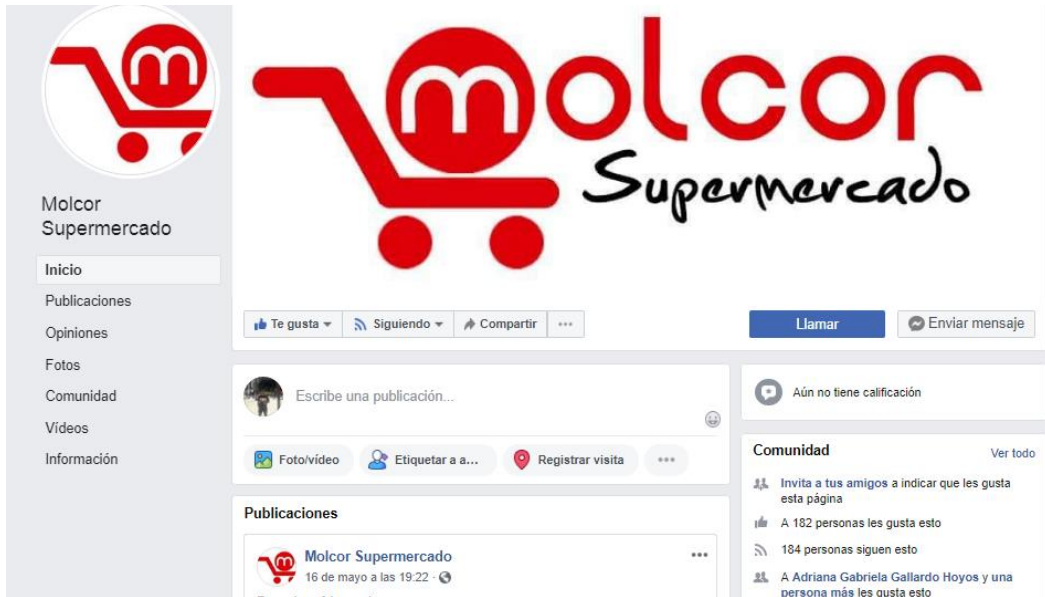 molcor
Supermercado
Molcor
Supermercado
Inicio
Publicaciones
Opiniones
Fotos
Comunidad
Vídeos
Información
Te gusta
Siguiendo
Compartir
Llamar
Enviar mensaje
Escribe una publicación...
Foto/vídeo
Etiquetar a a...
Registrar visita
Publicaciones
Molcor Supermercado
16 de mayo a las 19:22 ·
Aún no tiene calificación
Comunidad
Ver todo
Invita a tus amigos a indicar que les gusta
esta página
A 182 personas les gusta esto
184 personas siguen esto
A Adriana Gabriela Gallardo Hoyos y una
persona más les gusta esto